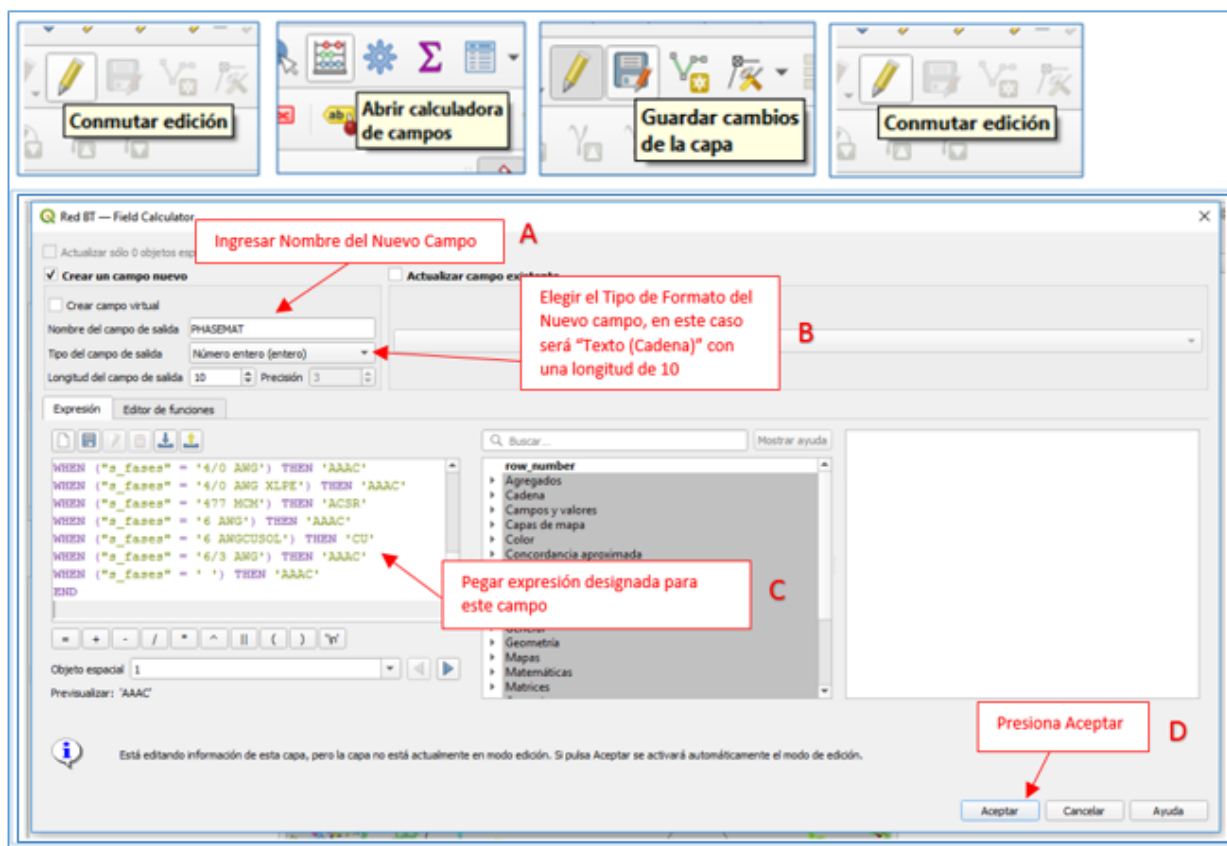 Conmutar edición
Abrir calculadora
de campos
Guardar cambios
de la capa
Conmutar edición
Red BT — Field Calculator
Ingresar Nombre del Nuevo Campo
A
Actualizar sólo 0 objetos esp
Crear un campo nuevo
Actualizar campo existente
Crear campo virtual
Nombre del campo de salida PHASEMAT
Tipo del campo de salida Número entero (entero)
Longitud del campo de salida 10 Precisión 3
Elegir el Tipo de Formato del
Nuevo campo, en este caso
será “Texto (Cadena)” con
una longitud de 10
B
Expresión Editor de funciones
Buscar... Mostrar ayuda
WHEN ("s_fases" = '4/0 AWG') THEN 'AAAC'
WHEN ("s_fases" = '4/0 AWG XLPE') THEN 'AAAC'
WHEN ("s_fases" = '477 MCM') THEN 'ACSR'
WHEN ("s_fases" = '6 AWG') THEN 'AAAC'
WHEN ("s_fases" = '6 AWGCUSOL') THEN 'CU'
WHEN ("s_fases" = '6/3 AWG') THEN 'AAAC'
WHEN ("s_fases" = ' ') THEN 'AAAC'
END
row_number
Agregados
Cadena
Campos y valores
Capas de mapa
Color
Concordancia aproximada
Pegar expresión designada para
este campo
C
General
Geometría
Mapas
Matemáticas
Matrices
= + - / * ^ || ( ) '\n'
Objeto espacial 1
Previsualizar: 'AAAC'
Presiona Aceptar
D
Está editando información de esta capa, pero la capa no está actualmente en modo edición. Si pulsa Aceptar se activará automáticamente el modo de edición.
Aceptar Cancelar Ayuda